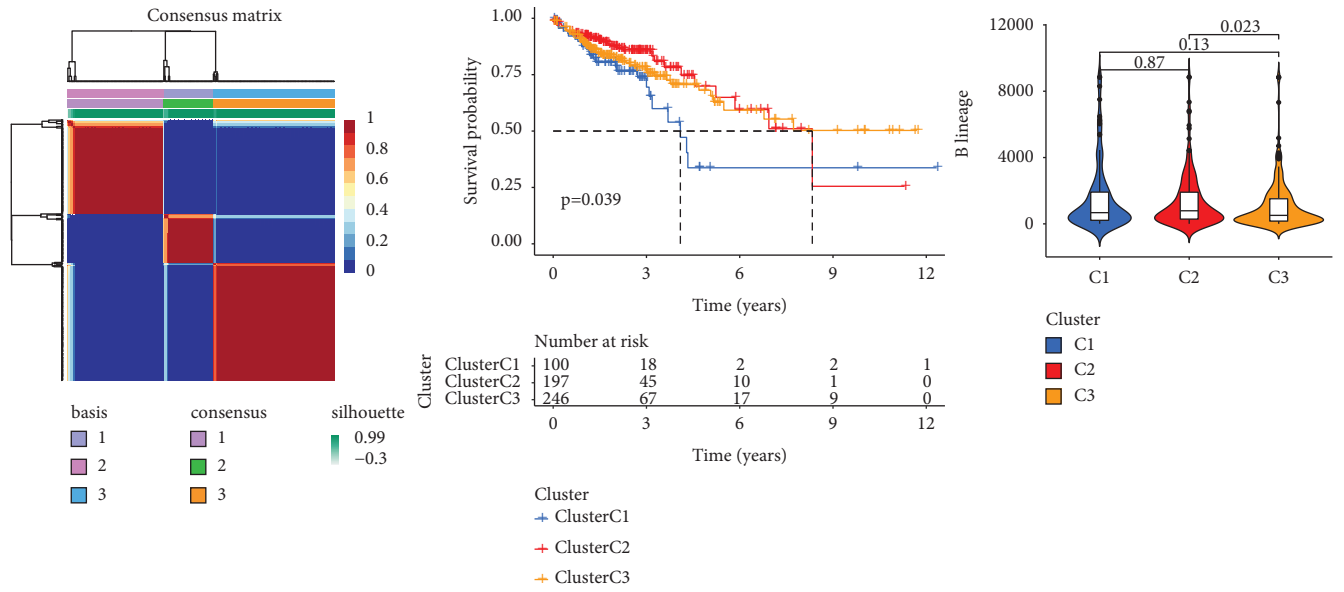 Consensus matrix
1
0.8
0.6
0.4
0.2
0
basis
1
2
3
consensus
1
2
3
silhouette
0.99
−0.3
Survival probability
1.00
0.75
0.50
0.25
0.00
p=0.039
0 3 6 9 12
Time (years)
Number at risk
Cluster
ClusterC1 100 18 2 2 1
ClusterC2 197 45 10 1 0
ClusterC3 246 67 17 9 0
0 3 6 9 12
Time (years)
Cluster
ClusterC1
ClusterC2
ClusterC3
B lineage
12000
8000
4000
0
0.023
0.13
0.87
C1 C2 C3
Cluster
C1
C2
C3